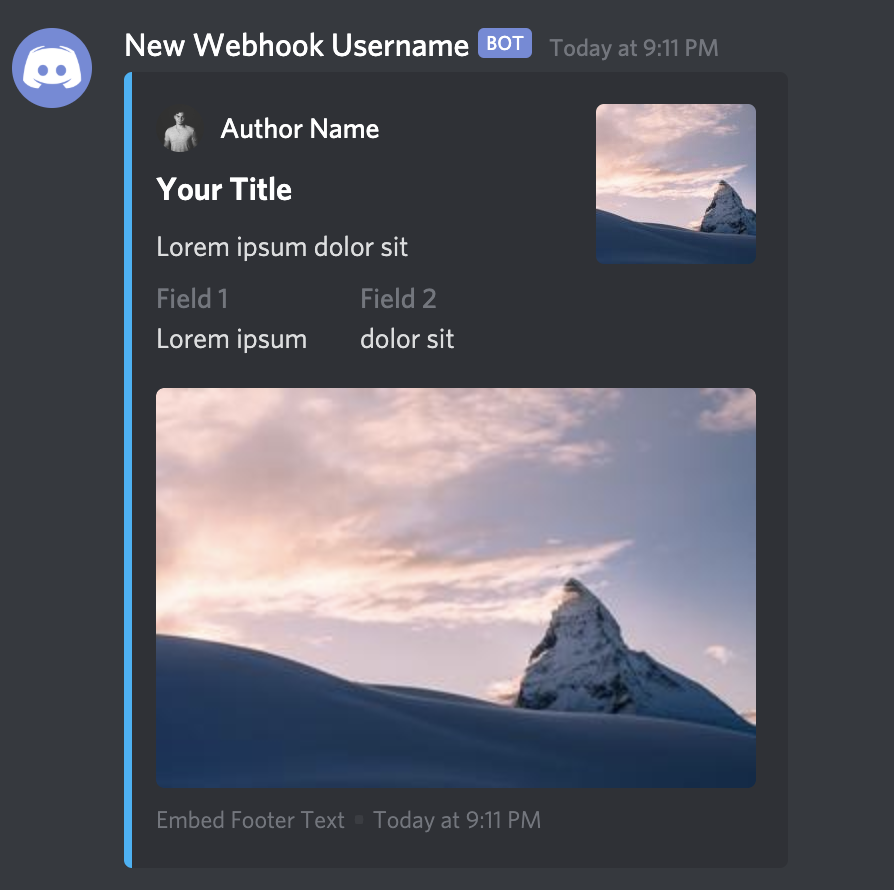 New Webhook Username BOT Today at 9:11 PM
Author Name
Your Title
Lorem ipsum dolor sit
Field 1 Field 2
Lorem ipsum dolor sit
Embed Footer Text ▪ Today at 9:11 PM